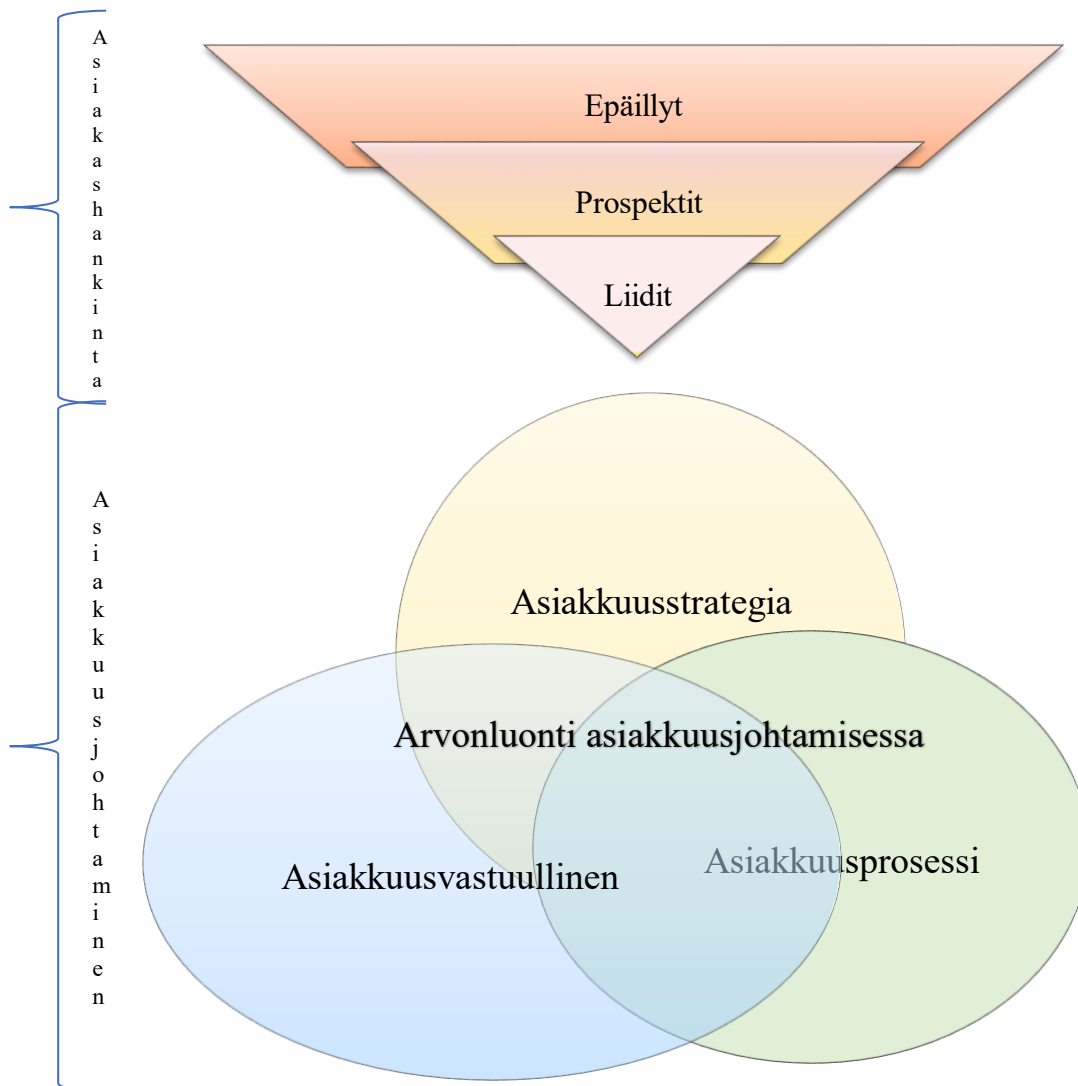 Asiakashankinta
Epäillyt
Prospektit
Liidit
Asiakkuusjohtaminen
Asiakkuusstrategia
Arvonluonti asiakkuusjohtamisessa
Asiakkuusvastuullinen
Asiakkuusprosessi